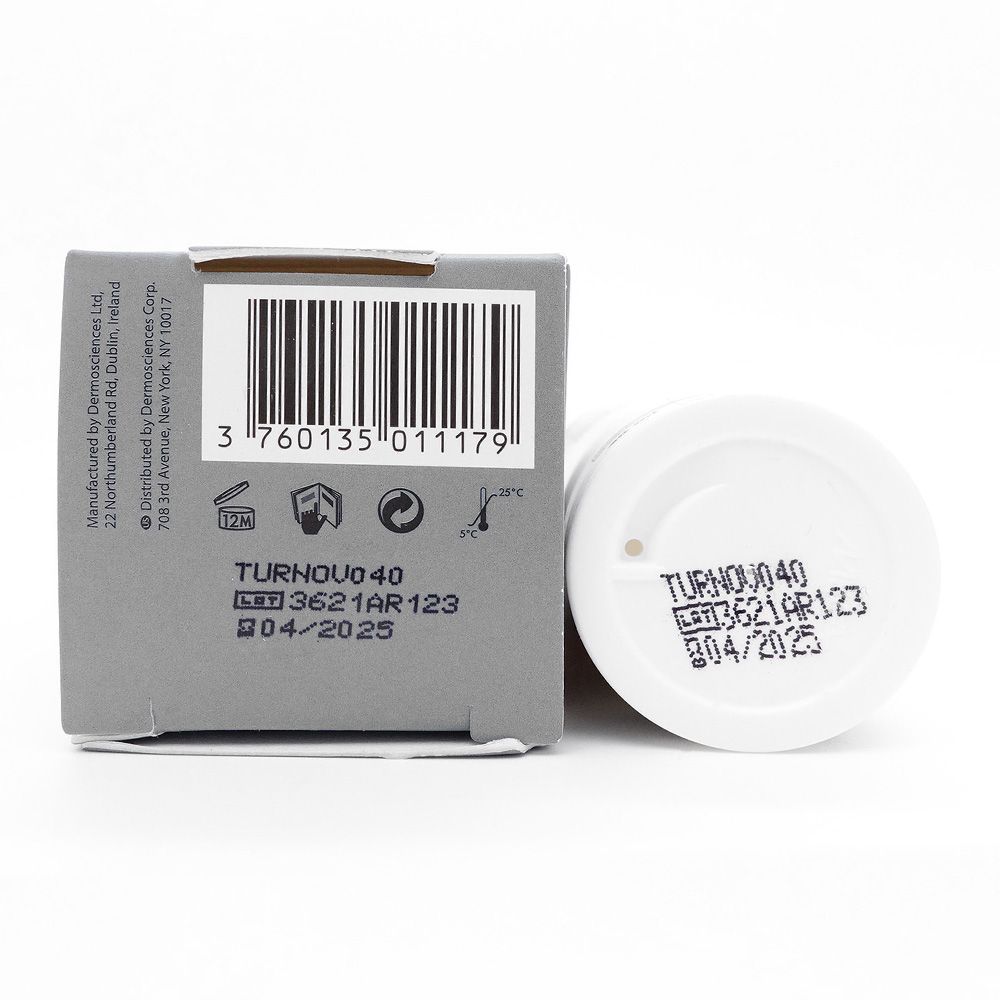 Manufactured by Dermosciences Ltd,
22 Northumberland Rd, Dublin, Ireland
US Distributed by Dermosciences Corp.
708 3rd Avenue, New York, NY 10017
3 760135 011179
12M
25°C
5°C
TURNOV040
LOT 3621AR123
04/2025
TURNOV040
LOT 3621AR123
04/2025